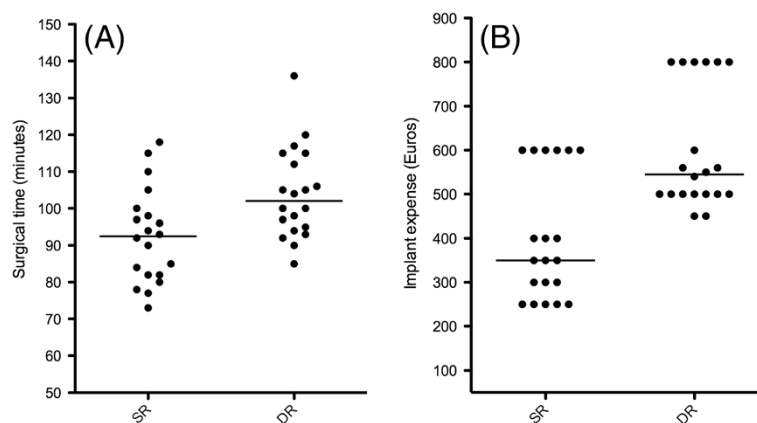 (A)
Surgical time (minutes)
150
140
130
120
110
100
90
80
70
60
50
SR
DR
(B)
Implant expense (Euros)
900
800
700
600
500
400
300
200
100
SR
DR